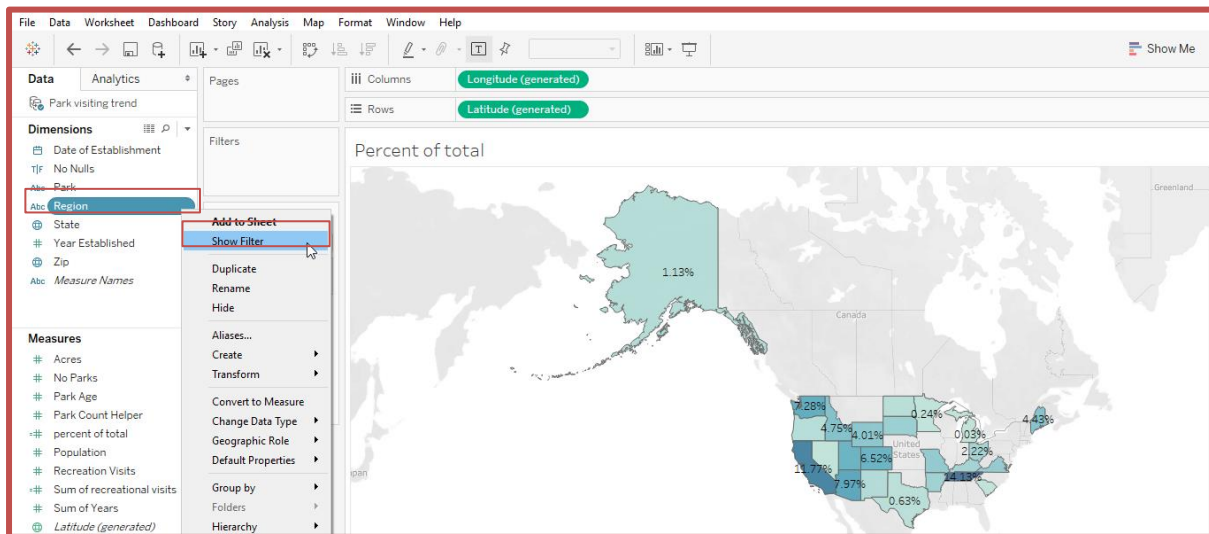 File Data Worksheet Dashboard Story Analysis Map Format Window Help
Show Me
Data Analytics
Park visiting trend
Dimensions
Date of Establishment
T|F No Nulls
Abc Park
Abc Region
State
# Year Established
Zip
Abc Measure Names
Measures
# Acres
# No Parks
# Park Age
# Park Count Helper
=# percent of total
# Population
# Recreation Visits
=# Sum of recreational visits
# Sum of Years
Latitude (generated)
Pages
Filters
Add to Sheet
Show Filter
Duplicate
Rename
Hide
Aliases...
Create
Transform
Convert to Measure
Change Data Type
Geographic Role
Default Properties
Group by
Folders
Hierarchy
Columns Longitude (generated)
Rows Latitude (generated)
Percent of total
Greenland
1.13%
Canada
7.28%
0.24%
4.43%
4.75%
4.01%
0.03%
United
States
2.22%
6.52%
11.77%
7.97%
14.13%
0.63%